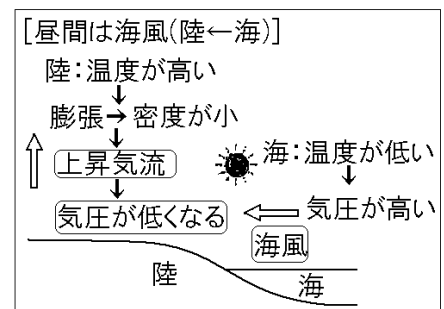 ［昼間は海風(陸←海)］
陸：温度が高い
↓
膨張→密度が小
↓
上昇気流
↓
気圧が低くなる
海：温度が低い
↓
気圧が高い
⇐
海風
陸
海